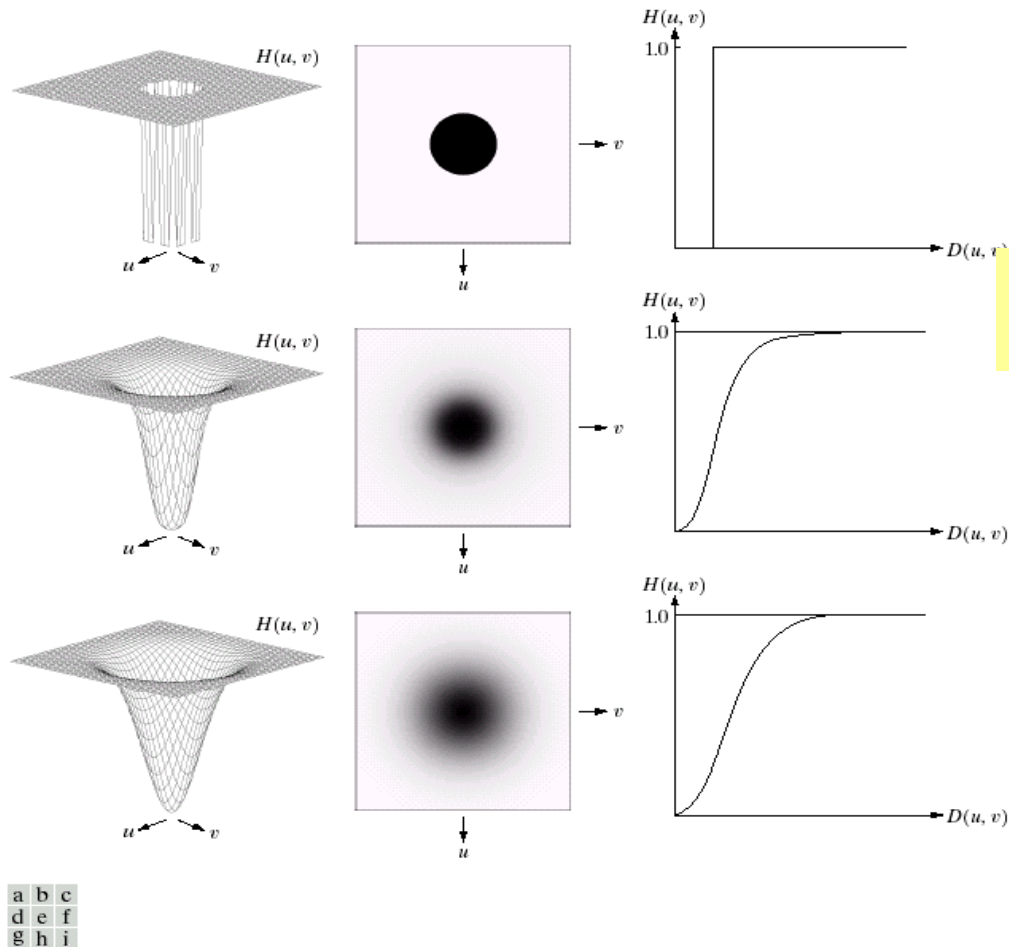 H(u, v)
u v
v
u
H(u, v)
1.0
D(u, v)
H(u, v)
u v
v
u
H(u, v)
1.0
D(u, v)
H(u, v)
u v
v
u
H(u, v)
1.0
D(u, v)
a b c
d e f
g h i